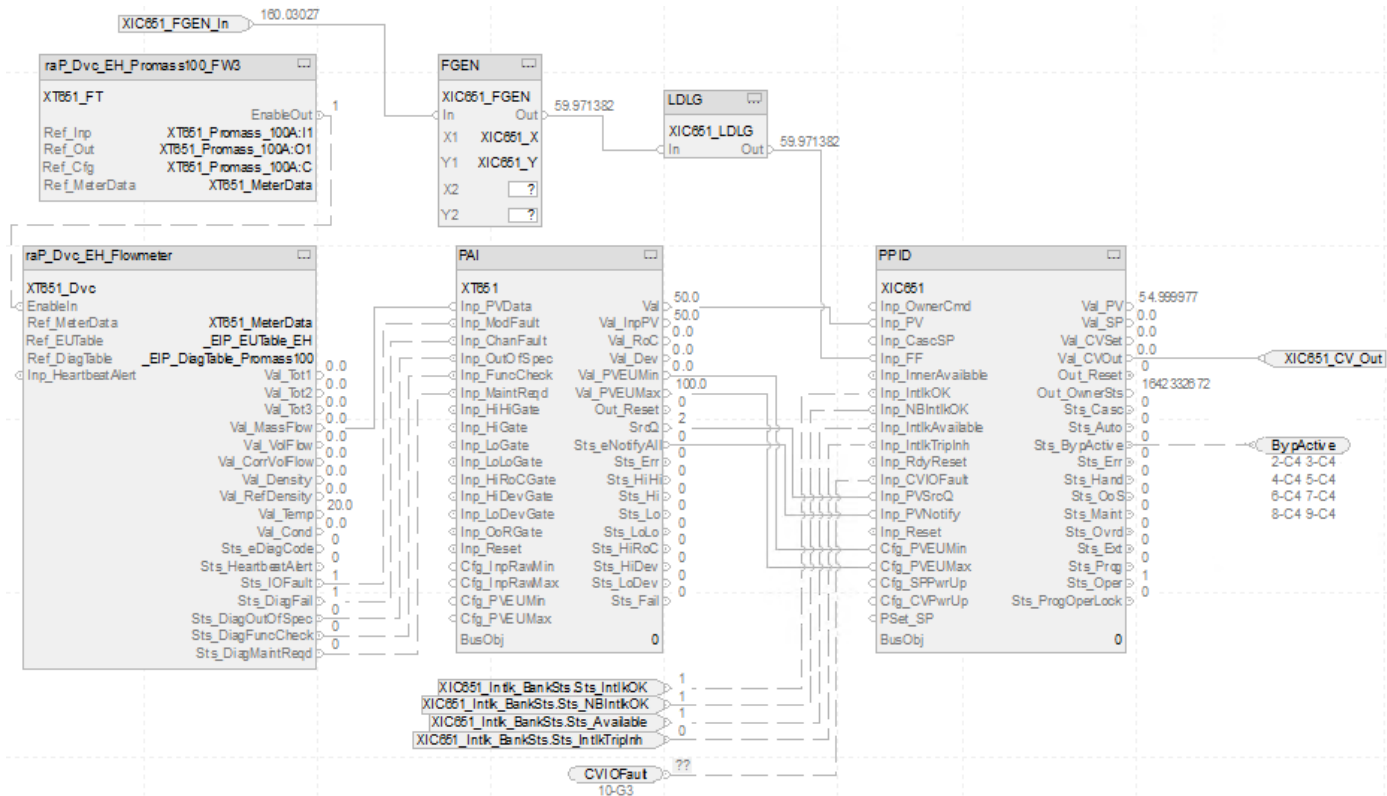 XIC651_FGEN_In 160.03027
raP_Dvc_EH_Promass100_FW3
XT651_FT
EnableOut 1
Ref_Inp XT651_Promass_100A:I1
Ref_Out XT651_Promass_100A:O1
Ref_Cfg XT651_Promass_100A:C
Ref_MeterData XT651_MeterData
FGEN
XIC651_FGEN
In Out 59.971382
X1 XIC651_X
Y1 XIC651_Y
X2 ?
Y2 ?
LDLG
XIC651_LDLG
In Out 59.971382
raP_Dvc_EH_Flowmeter
XT651_Dvc
EnableIn
Ref_MeterData XT651_MeterData
Ref_EUTable _EIP_EUTable_EH
Ref_DiagTable _EIP_DiagTable_Promass100
Inp_HeartbeatAlert
Val_Tot1 0.0
Val_Tot2 0.0
Val_Tot3 0.0
Val_MassFlow 0.0
Val_VolFlow 0.0
Val_CorrVolFlow 0.0
Val_Density 0.0
Val_RefDensity 0.0
Val_Temp 20.0
Val_Cond 0.0
Sts_eDiagCode 0
Sts_HeartbeatAlert 0
Sts_IOFault 1
Sts_DiagFail 1
Sts_DiagOutOfSpec 0
Sts_DiagFuncCheck 0
Sts_DiagMaintReqd 0
PAI
XT651
Inp_PVData Val 50.0
Inp_ModFault Val_InpPV 50.0
Inp_ChanFault Val_RoC 0.0
Inp_OutOfSpec Val_Dev 0.0
Inp_FuncCheck Val_PVEUMin 0.0
Inp_MaintReqd Val_PVEUMax 100.0
Inp_HiHiGate Out_Reset 0
Inp_HiGate SrcQ 2
Inp_LoGate Sts_eNotifyAll 0
Inp_LoLoGate Sts_Err 0
Inp_HiRoCGate Sts_HiHi 0
Inp_HiDevGate Sts_Hi 0
Inp_LoDevGate Sts_Lo 0
Inp_OoRGate Sts_LoLo 0
Inp_Reset Sts_HiRoC 0
Cfg_InpRawMin Sts_HiDev 0
Cfg_InpRawMax Sts_LoDev 0
Cfg_PVEUMin Sts_Fail 0
Cfg_PVEUMax
BusObj 0
PPID
XIC651
Inp_OwnerCmd Val_PV 54.999977
Inp_PV Val_SP 0.0
Inp_CascSP Val_CVSet 0.0
Inp_FF Val_CVOut 0.0
Inp_InnerAvailable Out_Reset 0
Inp_IntlkOK Out_OwnerSts 1642332672
Inp_NBIntlkOK Sts_Casc 0
Inp_IntlkAvailable Sts_Auto 0
Inp_IntlkTripInh Sts_BypActive 0
Inp_RdyReset Sts_Err 0
Inp_CVIOFault Sts_Hand 0
Inp_PVSrcQ Sts_OoS 0
Inp_PVNotify Sts_Maint 0
Inp_Reset Sts_Ovrd 0
Cfg_PVEUMin Sts_Ext 0
Cfg_PVEUMax Sts_Prog 0
Cfg_SPPwrUp Sts_Oper 1
Cfg_CVPwrUp Sts_ProgOperLock 0
PSet_SP
BusObj 0
XIC651_CV_Out
BypActive
2-C4 3-C4
4-C4 5-C4
6-C4 7-C4
8-C4 9-C4
XIC651_Intlk_BankSts.Sts_IntlkOK 1
XIC651_Intlk_BankSts.Sts_NBIntlkOK 1
XIC651_Intlk_BankSts.Sts_Available 1
XIC651_Intlk_BankSts.Sts_IntlkTripInh 0
CVIOFault ??
10-G3